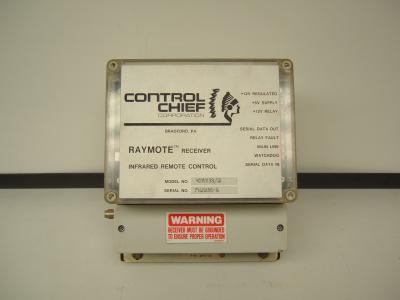 CONTROL
CHIEF
CORPORATION
BRADFORD, PA
RAYMOTE™ RECEIVER
INFRARED REMOTE CONTROL
MODEL NO.
SERIAL NO.
+12V REGULATED
+5V SUPPLY
+12V RELAY
SERIAL DATA OUT
RELAY FAULT
MAIN LINE
WATCHDOG
SERIAL DATA IN
WARNING
RECEIVER MUST BE GROUNDED
TO ENSURE PROPER OPERATION